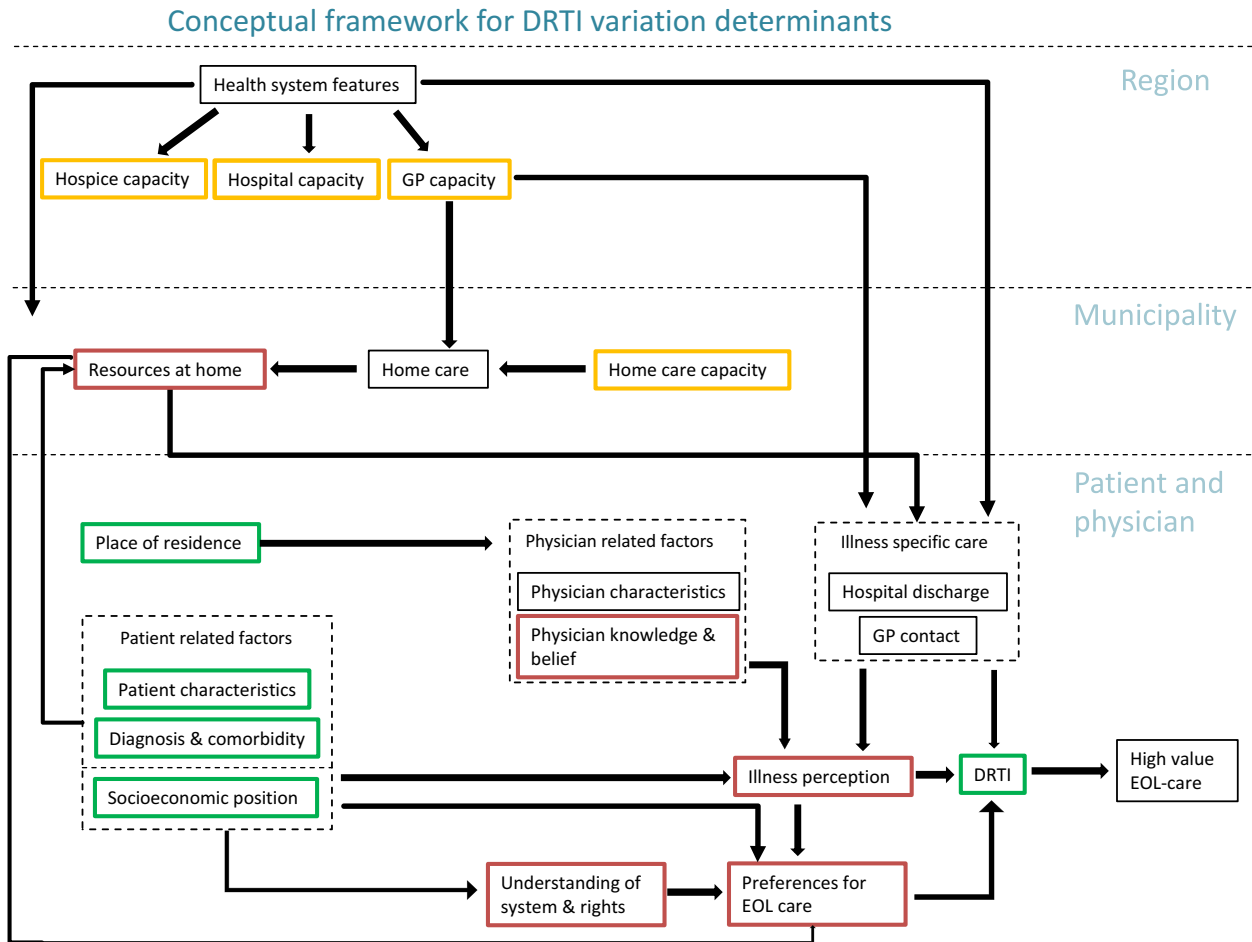 Conceptual framework for DRTI variation determinants
Region
Health system features
Hospice capacity
Hospital capacity
GP capacity
Municipality
Resources at home
Home care
Home care capacity
Patient and
physician
Place of residence
Physician related factors
Physician characteristics
Physician knowledge &
belief
Illness specific care
Hospital discharge
GP contact
Patient related factors
Patient characteristics
Diagnosis & comorbidity
Socioeconomic position
Illness perception
DRTI
High value
EOL-care
Understanding of
system & rights
Preferences for
EOL care